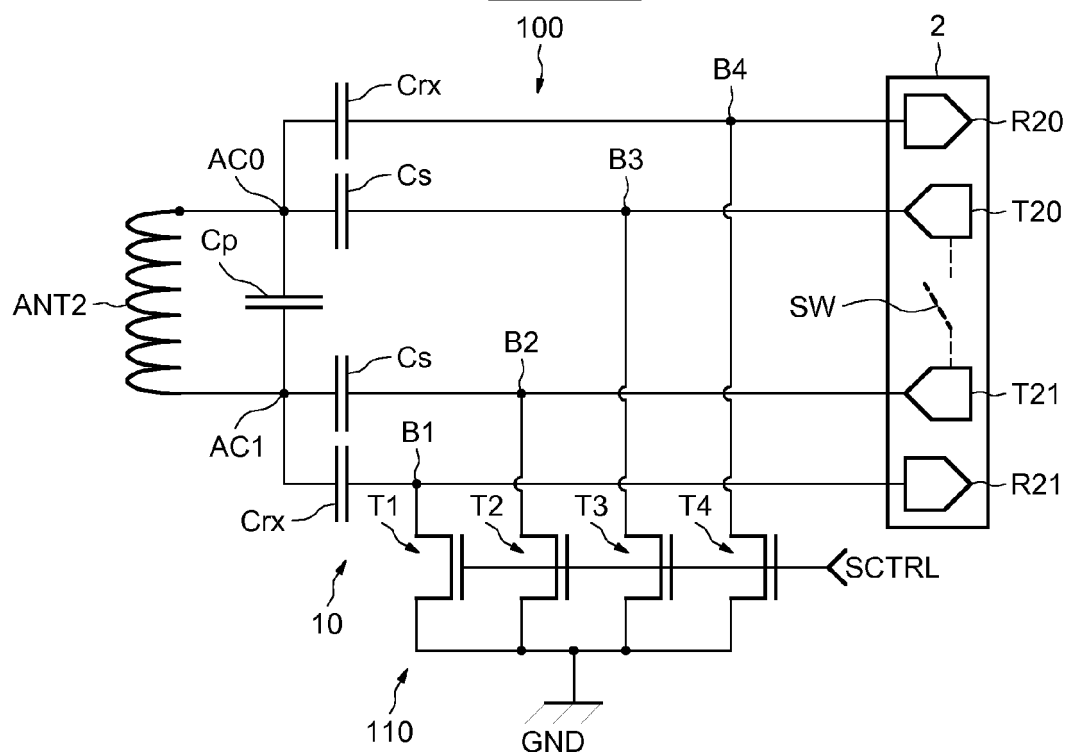 100
2
Crx
B4
R20
AC0
Cs
B3
T20
Cp
ANT2
SW
Cs
B2
T21
AC1
B1
R21
Crx
T1
T2
T3
T4
SCTRL
10
110
GND